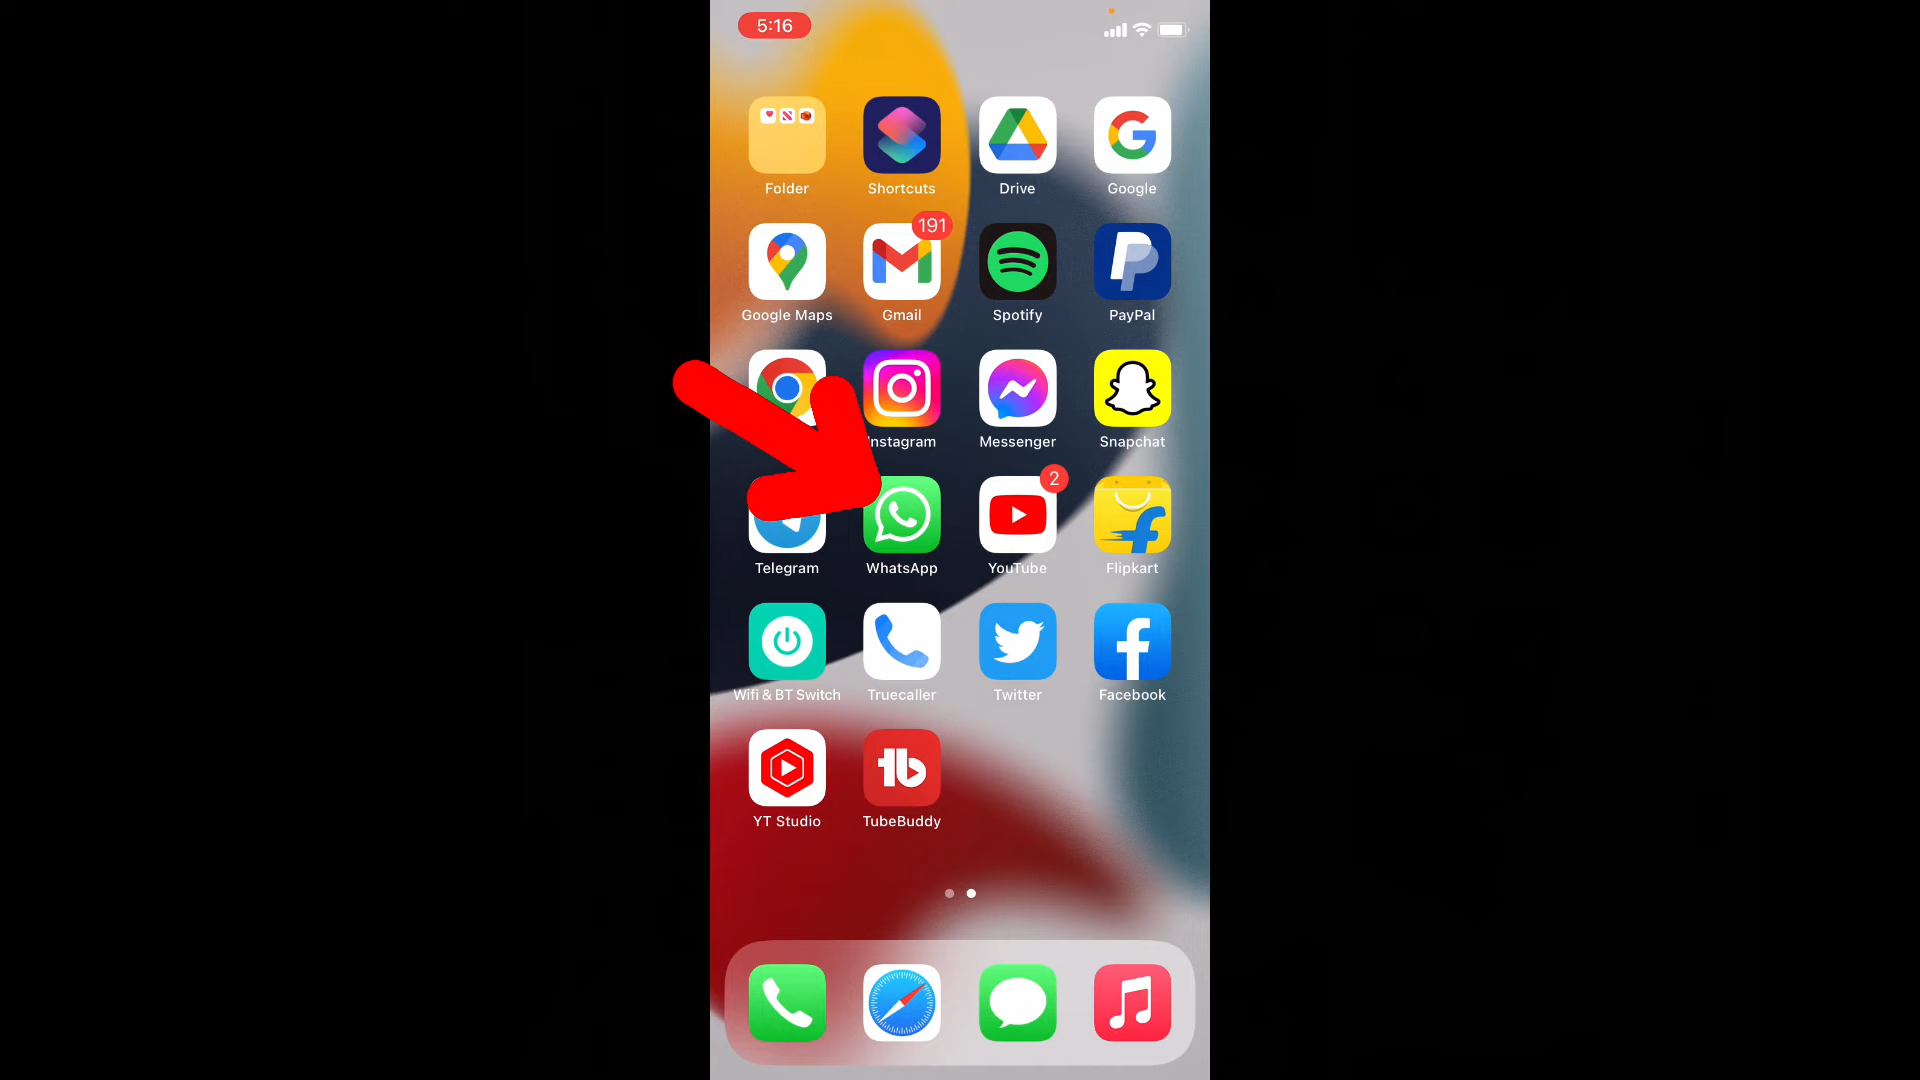 5:16
Folder
Shortcuts
Drive
Google
191
Google Maps
Gmail
Spotify
PayPal
Instagram
Messenger
Snapchat
2
Telegram
WhatsApp
YouTube
Flipkart
Wifi & BT Switch
Truecaller
Twitter
Facebook
YT Studio
TubeBuddy